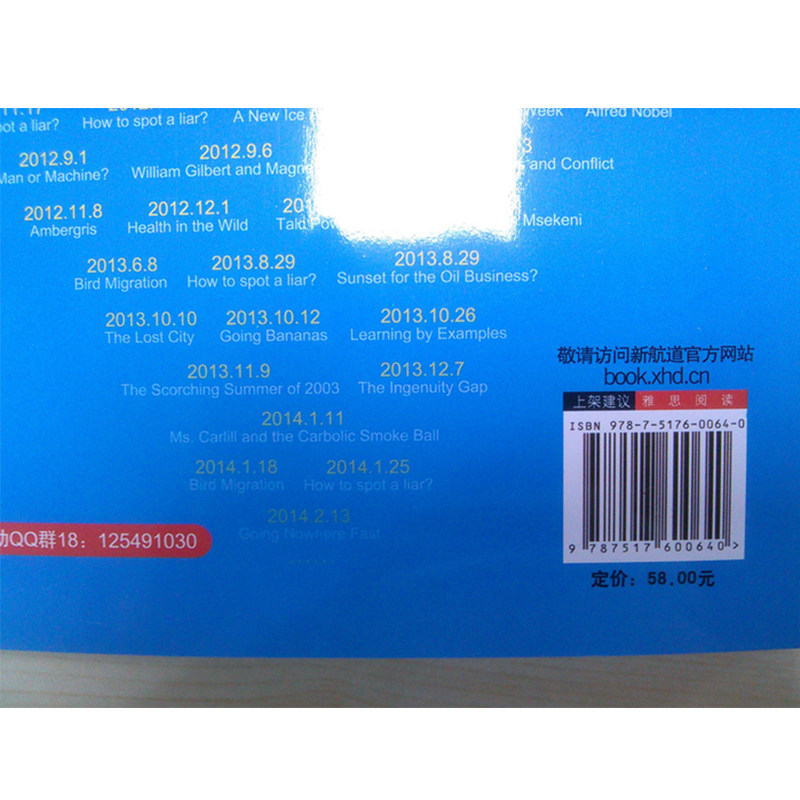 ot a liar? How to spot a liar? A New Ice Week Alfred Nobel
2012.9.1 2012.9.6
Man or Machine? William Gilbert and and Conflict
2012.11.8 2012.12.1
Ambergris Health in the Wild Msekeni
2013.6.8 2013.8.29 2013.8.29
Bird Migration How to spot a liar? Sunset for the Oil Business?
2013.10.10 2013.10.12 2013.10.26
The Lost City Going Bananas Learning by Examples
2013.11.9 2013.12.7
The Scorching Summer of 2003 The Ingenuity Gap
2014.1.11
Ms. Carlill and the Carbolic Smoke Ball
2014.1.18 2014.1.25
Bird Migration How to spot a liar?
2014.2.13
Going Nowhere Fast
······
QQ群18：125491030
敬请访问新航道官方网站
book.xhd.cn
上架建议 雅思阅读
ISBN 978-7-5176-0064-0
9 787517 600640 >
定价：58.00元